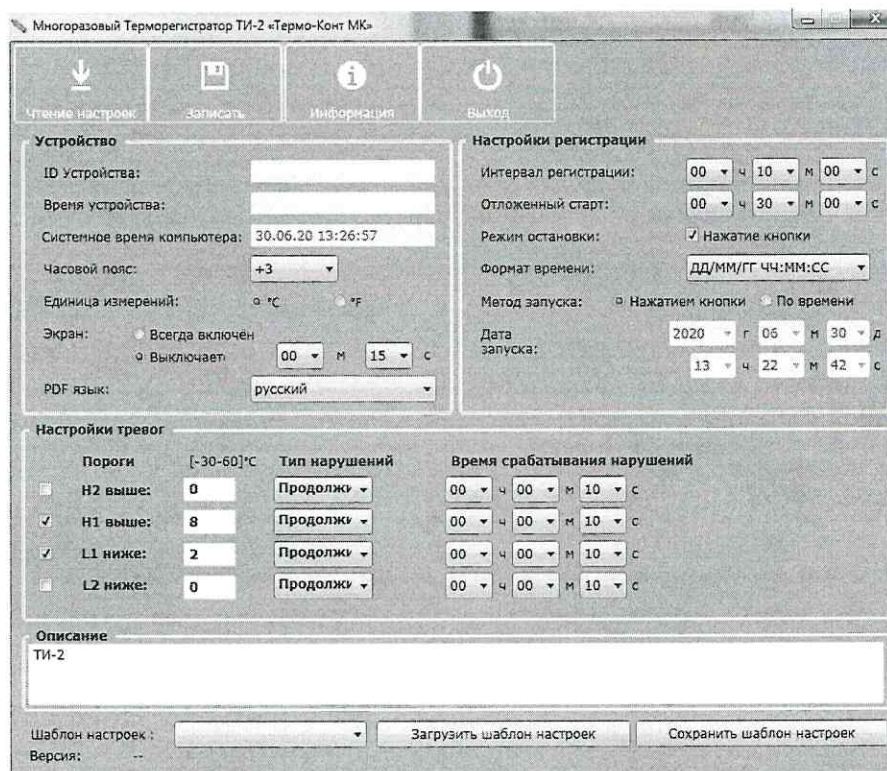 Многоразовый Терморегистратор ТИ-2 «Термо-Конт МК»
Чтение настроек Записать Информация Выход
Устройство
ID Устройства:
Время устройства:
Системное время компьютера: 30.06.20 13:26:57
Часовой пояс: +3
Единица измерений: °C °F
Экран: Всегда включён
Выключает 00 м 15 с
PDF язык: русский
Настройки регистрации
Интервал регистрации: 00 ч 10 м 00 с
Отложенный старт: 00 ч 30 м 00 с
Режим остановки: Нажатие кнопки
Формат времени: ДД/ММ/ГГ ЧЧ:ММ:СС
Метод запуска: Нажатием кнопки По времени
Дата запуска: 2020 г 06 м 30 д
13 ч 22 м 42 с
Настройки тревог
Пороги [-30-60]°C Тип нарушений Время срабатывания нарушений
H2 выше: 0 Продолжи 00 ч 00 м 10 с
H1 выше: 8 Продолжи 00 ч 00 м 10 с
L1 ниже: 2 Продолжи 00 ч 00 м 10 с
L2 ниже: 0 Продолжи 00 ч 00 м 10 с
Описание
ТИ-2
Шаблон настроек : Загрузить шаблон настроек Сохранить шаблон настроек
Версия: --